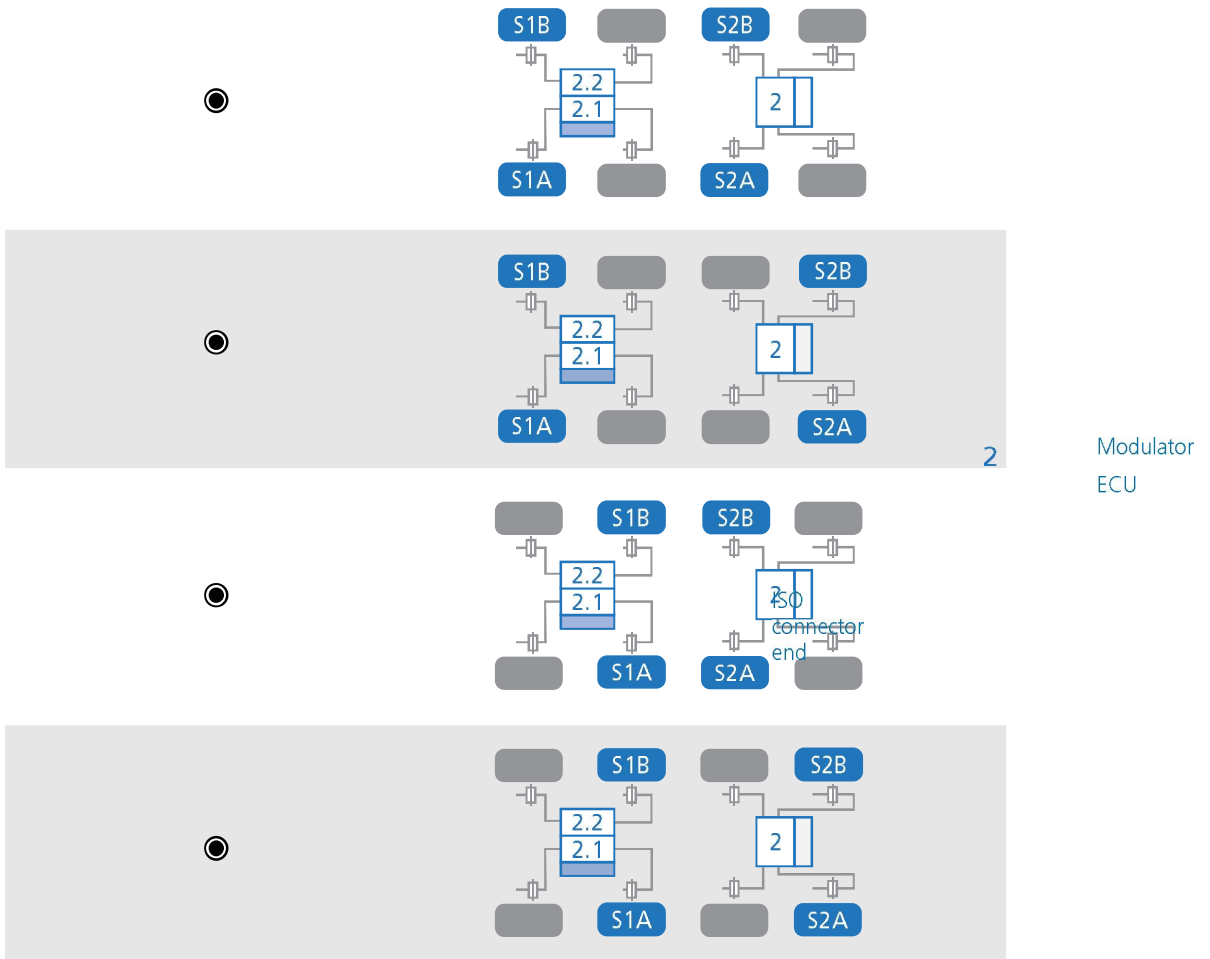 S1B S2B
2.2
2.1 2
S1A S2A
S1B S2B
2.2
2.1 2
S1A S2A
2
Modulator
ECU
S1B S2B
2.2
2.1 2
ISO
connector
end
S1A S2A
S1B S2B
2.2
2.1 2
S1A S2A